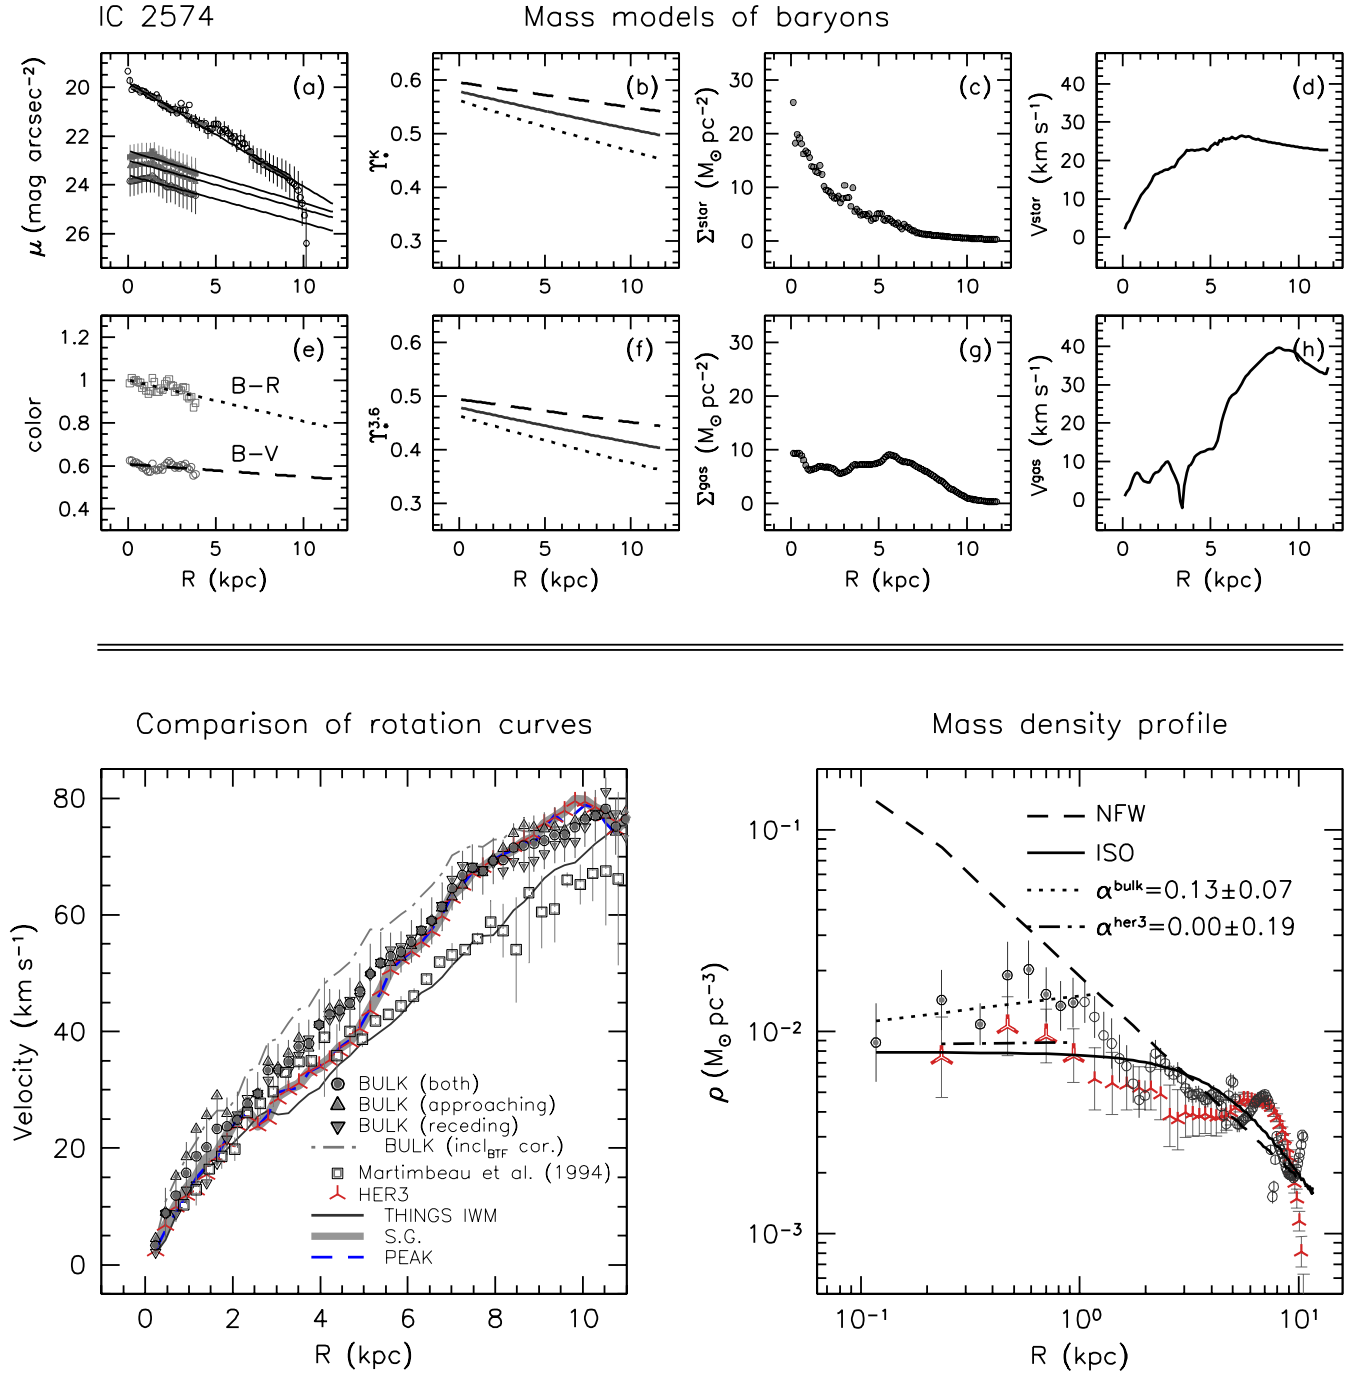 IC 2574
Mass models of baryons
μ (mag arcsec⁻²)
20
22
24
26
(a)
0 5 10
ϒ⋆ᴷ
0.6
0.5
0.4
0.3
(b)
0 5 10
Σˢᵗᵃʳ (M⊙ pc⁻²)
30
20
10
0
(c)
0 5 10
Vˢᵗᵃʳ (km s⁻¹)
40
30
20
10
0
(d)
0 5 10
color
1.2
1
0.8
0.6
0.4
(e)
B−R
B−V
0 5 10
R (kpc)
ϒ⋆³·⁶
0.6
0.5
0.4
0.3
(f)
0 5 10
R (kpc)
Σᵍᵃˢ (M⊙ pc⁻²)
30
20
10
0
(g)
0 5 10
R (kpc)
Vᵍᵃˢ (km s⁻¹)
40
30
20
10
0
(h)
0 5 10
R (kpc)
Comparison of rotation curves
Velocity (km s⁻¹)
80
60
40
20
0
BULK (both)
BULK (approaching)
BULK (receding)
BULK (incl_BTF cor.)
Martimbeau et al. (1994)
HER3
THINGS IWM
S.G.
PEAK
0 2 4 6 8 10
R (kpc)
Mass density profile
ρ (M⊙ pc⁻³)
10⁻¹
10⁻²
10⁻³
NFW
ISO
αᵇᵘˡᵏ=0.13±0.07
αʰᵉʳ³=0.00±0.19
10⁻¹ 10⁰ 10¹
R (kpc)